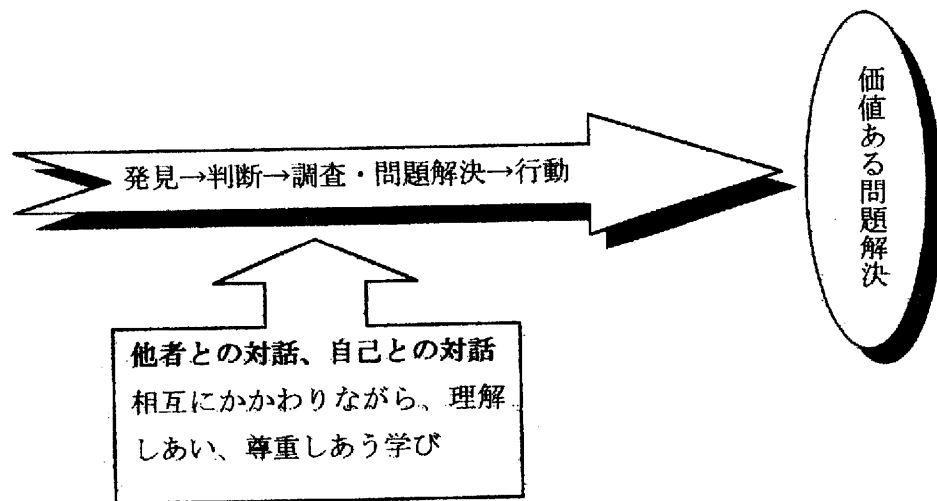 発見→判断→調査・問題解決→行動
価値ある問題解決
他者との対話、自己との対話
相互にかかわりながら、理解
しあい、尊重しあう学び